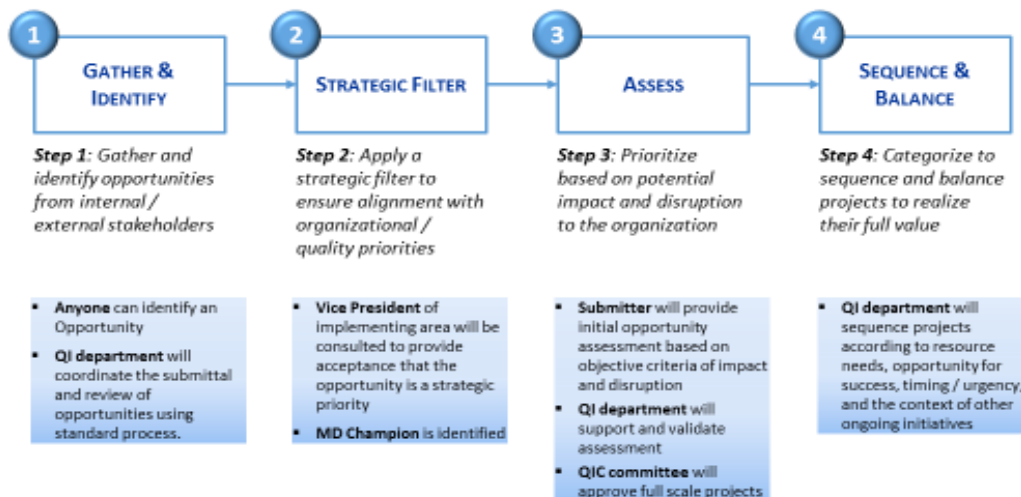 1
GATHER &
IDENTIFY
2
STRATEGIC FILTER
3
ASSESS
4
SEQUENCE &
BALANCE
Step 1: Gather and
identify opportunities
from internal /
external stakeholders
Step 2: Apply a
strategic filter to
ensure alignment with
organizational /
quality priorities
Step 3: Prioritize
based on potential
impact and disruption
to the organization
Step 4: Categorize to
sequence and balance
projects to realize
their full value
▪ Anyone can identify an
Opportunity
▪ QI department will
coordinate the submittal
and review of
opportunities using
standard process.
▪ Vice President of
implementing area will be
consulted to provide
acceptance that the
opportunity is a strategic
priority
▪ MD Champion is identified
▪ Submitter will provide
initial opportunity
assessment based on
objective criteria of impact
and disruption
▪ QI department will
support and validate
assessment
▪ QIC committee will
approve full scale projects
▪ QI department will
sequence projects
according to resource
needs, opportunity for
success, timing / urgency,
and the context of other
ongoing initiatives